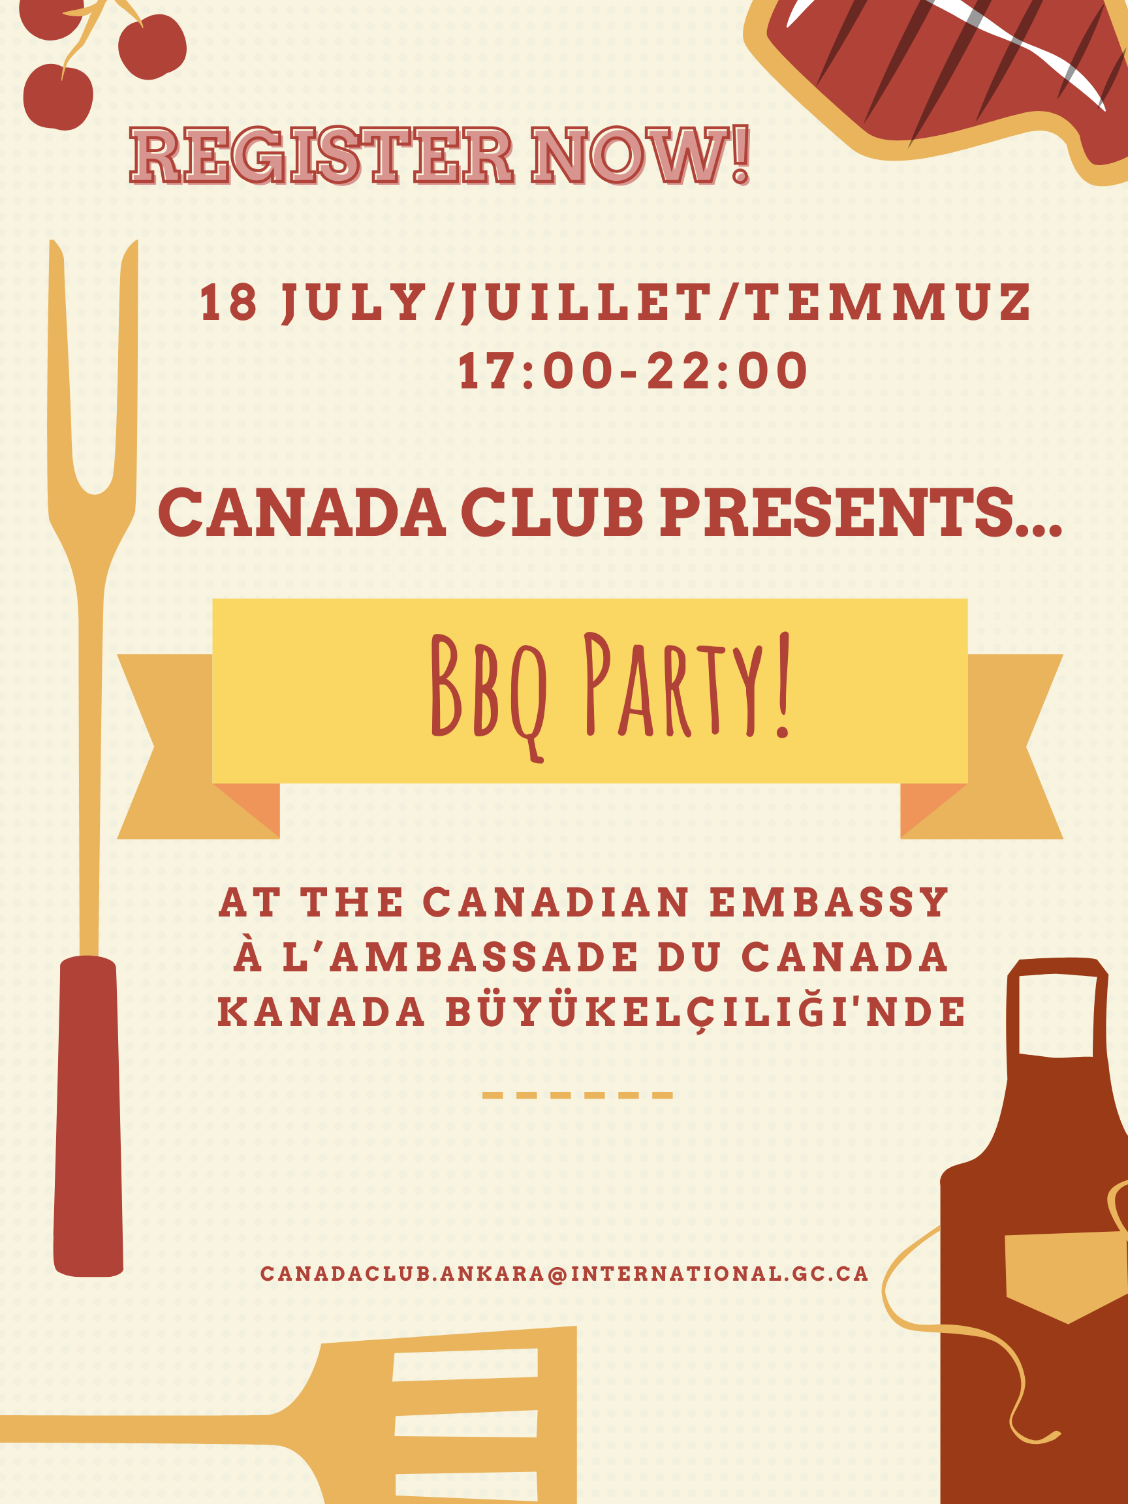 REGISTER NOW!
18 JULY/JUILLET/TEMMUZ
17:00-22:00
CANADA CLUB PRESENTS...
BBQ PARTY!
AT THE CANADIAN EMBASSY
À L'AMBASSADE DU CANADA
KANADA BÜYÜKELÇILIĞI'NDE
CANADACLUB.ANKARA@INTERNATIONAL.GC.CA